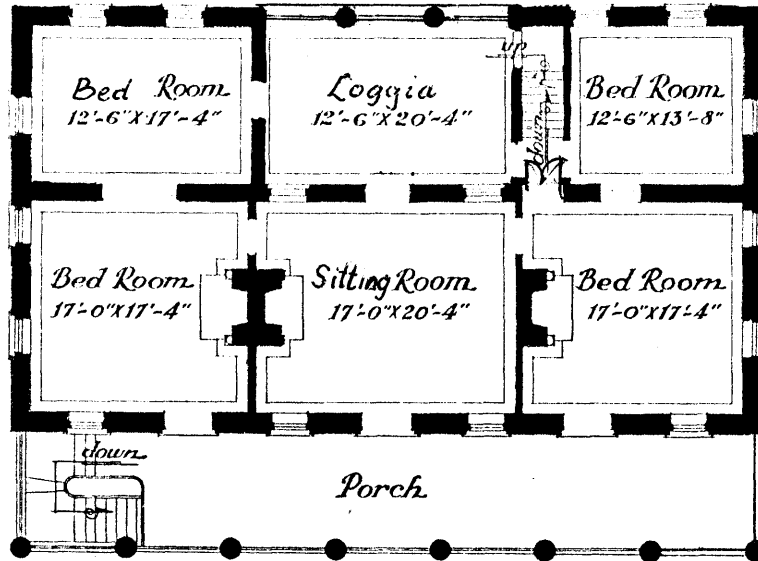 up
Bed Room
12'-6"X17'-4"
Loggia
12'-6"X20'-4"
Bed Room
12'-6"X13'-8"
down
Bed Room
17'-0"X17'-4"
Sitting Room
17'-0"X20'-4"
Bed Room
17'-0"X17'-4"
down
Porch